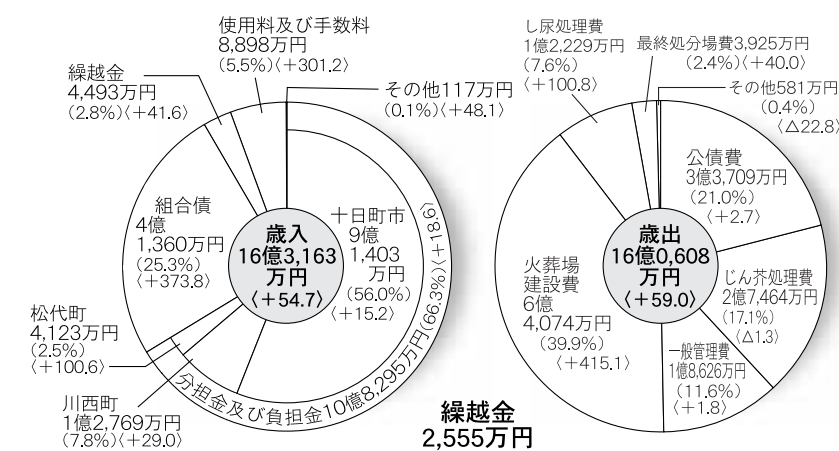 使用料及び手数料
8,898万円
(5.5%)〈+301.2〉
繰越金
4,493万円
(2.8%)〈+41.6〉
その他117万円
(0.1%)〈+48.1〉
組合債
4億
1,360万円
(25.3%)
〈+373.8〉
十日町市
9億
1,403
万円
(56.0%)
〈+15.2〉
歳入
16億3,163
万円
〈+54.7〉
松代町
4,123万円
(2.5%)
〈+100.6〉
川西町
1億2,769万円
(7.8%)〈+29.0〉
分担金及び負担金10億8,295万円(66.3%)〈+18.6〉
し尿処理費
1億2,229万円
(7.6%)
〈+100.8〉
最終処分場費3,925万円
(2.4%)〈+40.0〉
その他581万円
(0.4%)
〈△22.8〉
公債費
3億3,709万円
(21.0%)
〈+2.7〉
歳出
16億0,608
万円
〈+59.0〉
火葬場
建設費
6億
4,074万円
(39.9%)
〈+415.1〉
じん芥処理費
2億7,464万円
(17.1%)
〈△1.3〉
一般管理費
1億8,626万円
(11.6%)
〈+1.8〉
繰越金
2,555万円